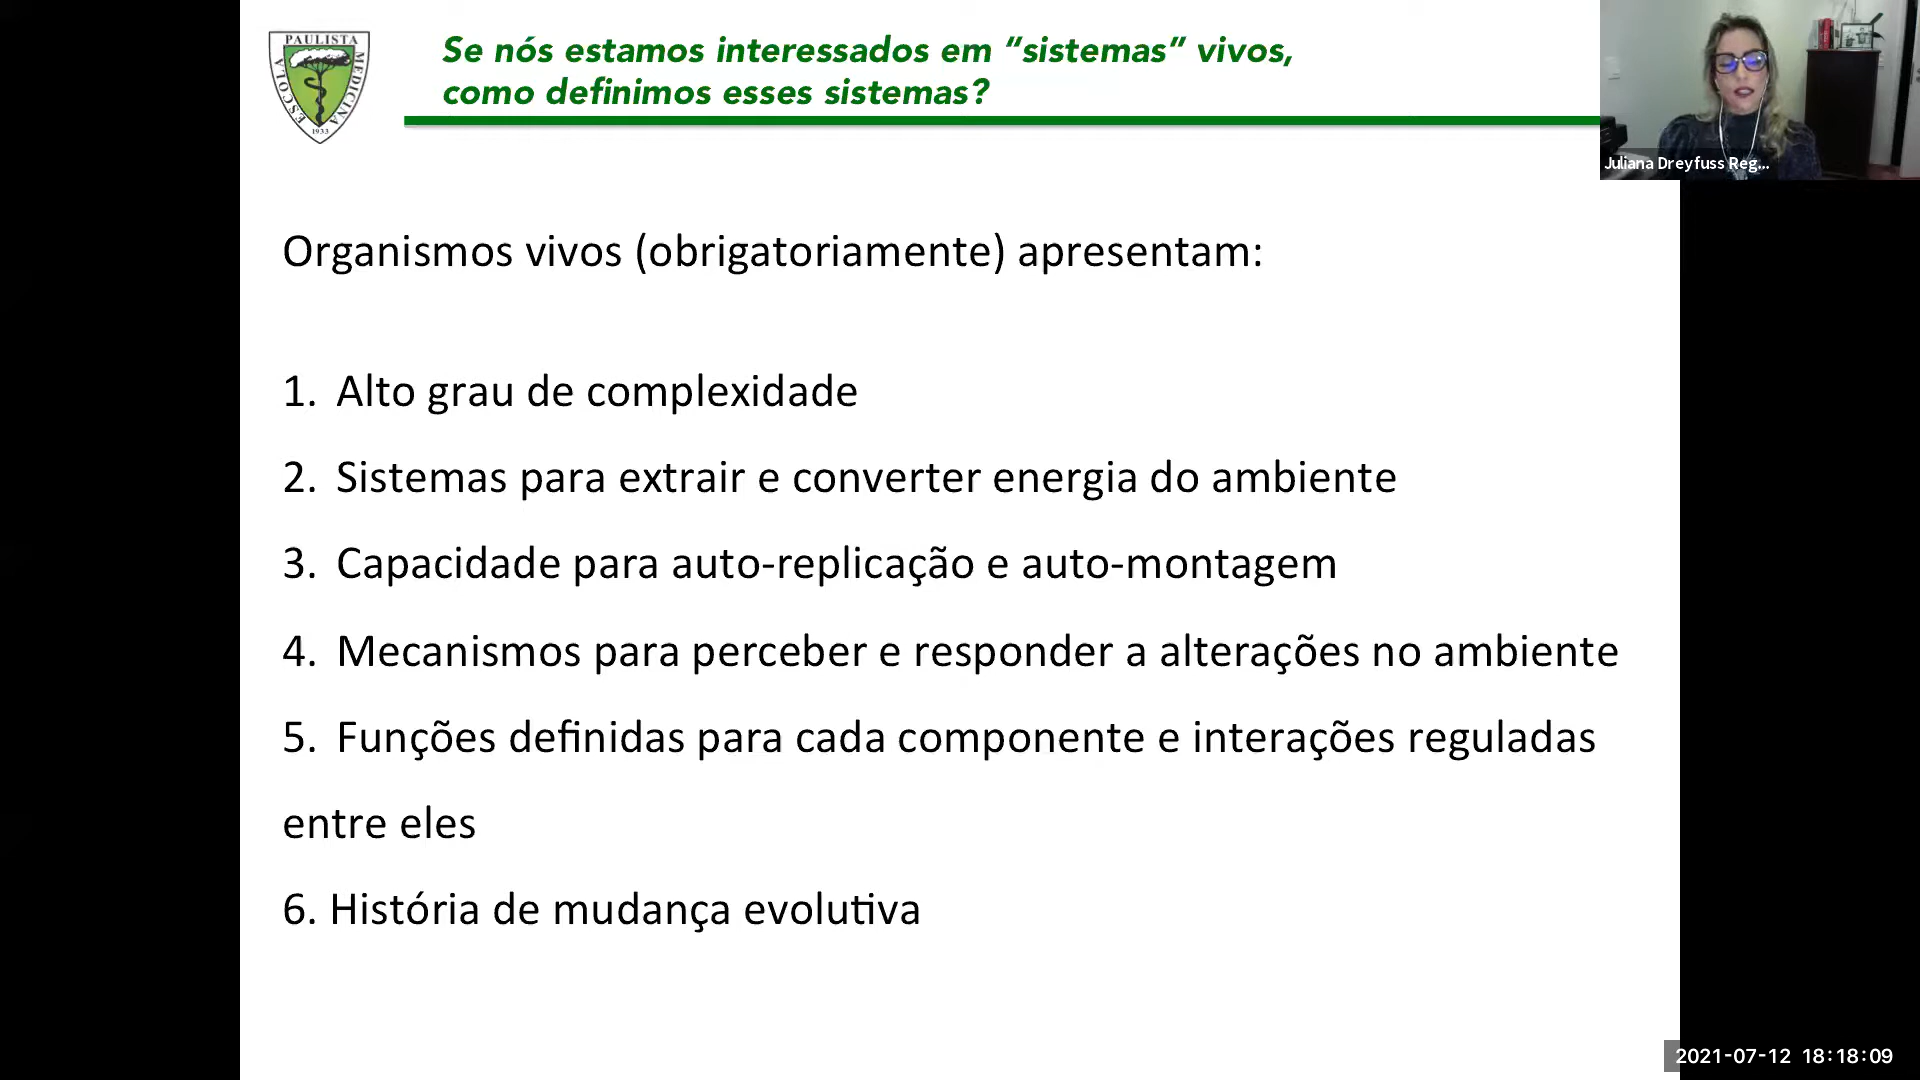 PAULISTA
ESCOLA
MEDICINA
1933
Se nós estamos interessados em “sistemas” vivos,
como definimos esses sistemas?
Juliana Dreyfuss Reg...
Organismos vivos (obrigatoriamente) apresentam:
1. Alto grau de complexidade
2. Sistemas para extrair e converter energia do ambiente
3. Capacidade para auto-replicação e auto-montagem
4. Mecanismos para perceber e responder a alterações no ambiente
5. Funções definidas para cada componente e interações reguladas
entre eles
6. História de mudança evolutiva
2021-07-12 18:18:09